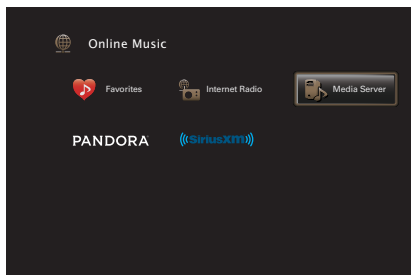 Online Music
Favorites
Internet Radio
Media Server
PANDORA
((SiriusXM))